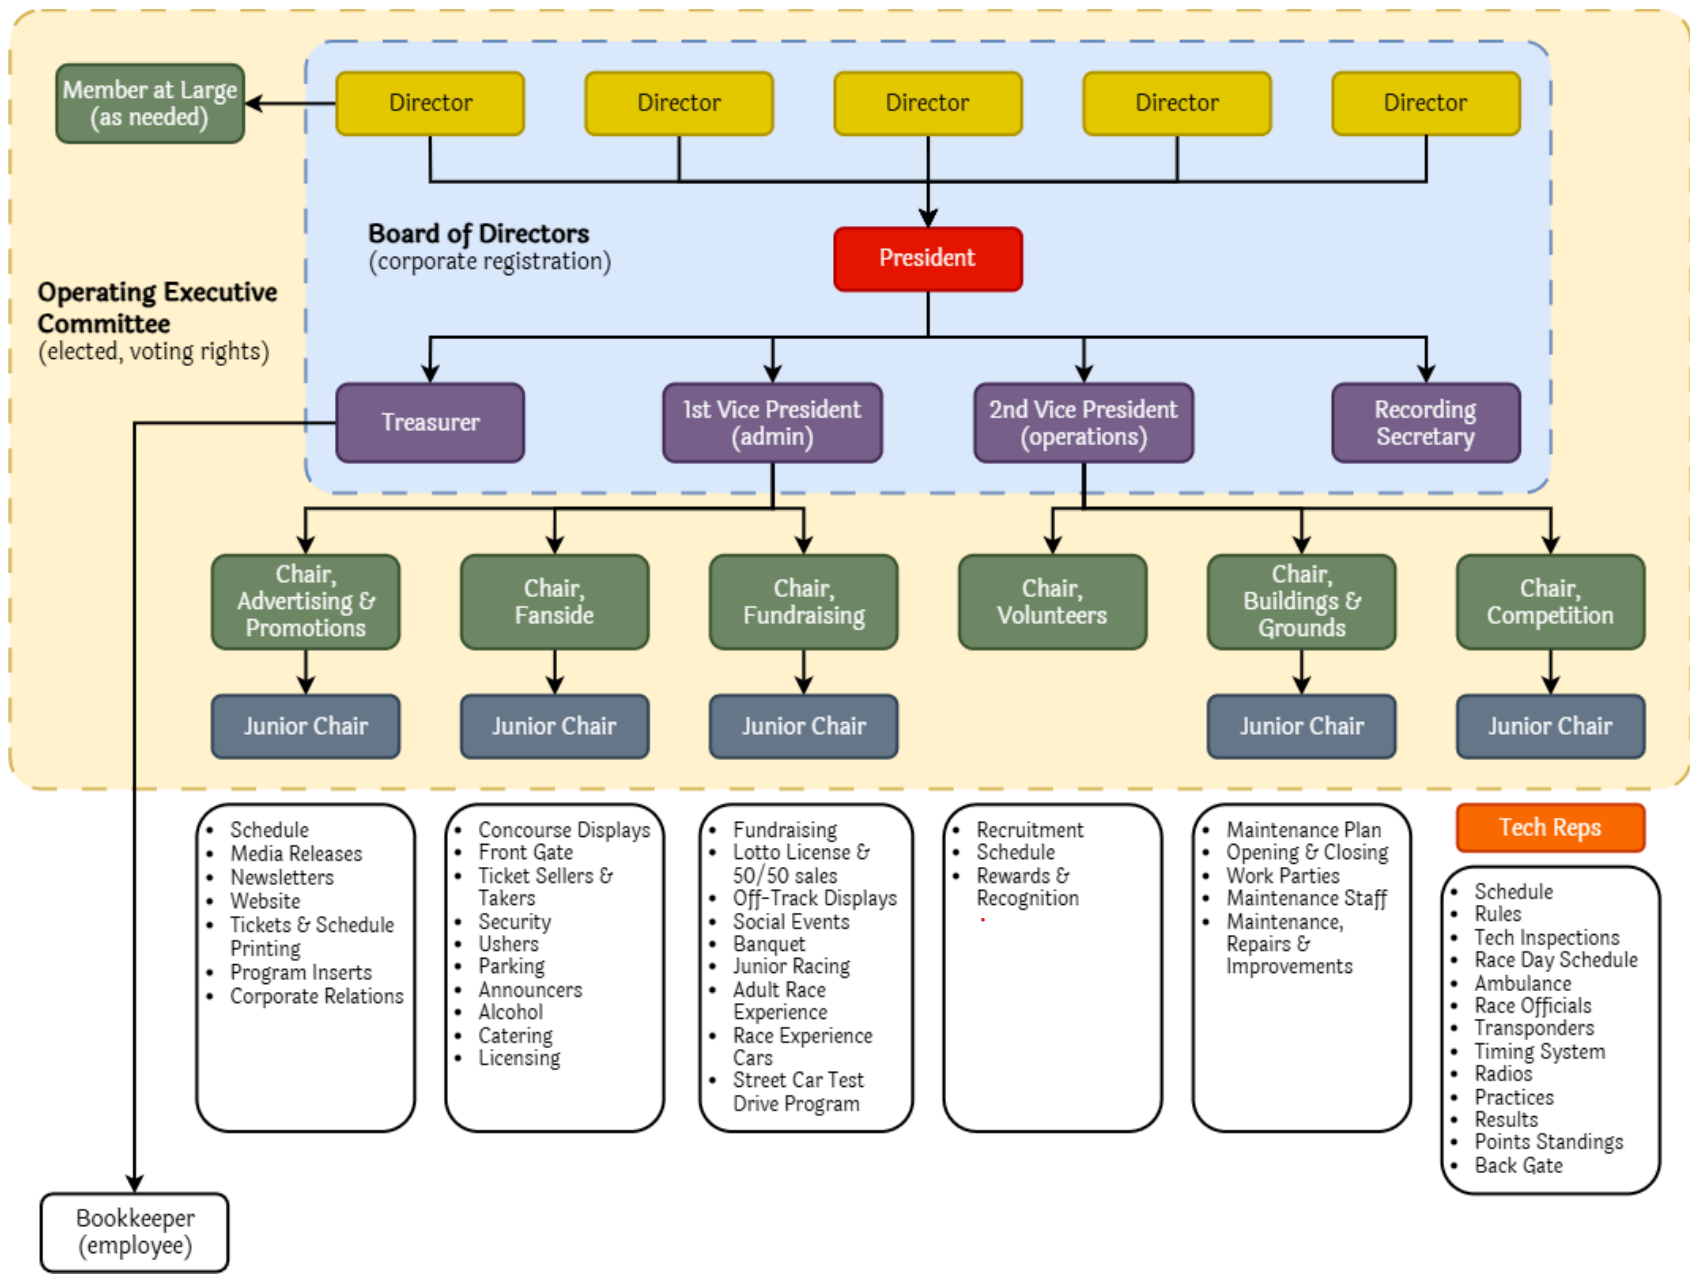 Member at Large
(as needed)
Director
Director
Director
Director
Director
Board of Directors
(corporate registration)
President
Operating Executive
Committee
(elected, voting rights)
Treasurer
1st Vice President
(admin)
2nd Vice President
(operations)
Recording
Secretary
Chair,
Advertising &
Promotions
Chair,
Fanside
Chair,
Fundraising
Chair,
Volunteers
Chair,
Buildings &
Grounds
Chair,
Competition
Junior Chair
Junior Chair
Junior Chair
Junior Chair
Junior Chair
• Schedule
• Media Releases
• Newsletters
• Website
• Tickets & Schedule
Printing
• Program Inserts
• Corporate Relations
• Concourse Displays
• Front Gate
• Ticket Sellers &
Takers
• Security
• Ushers
• Parking
• Announcers
• Alcohol
• Catering
• Licensing
• Fundraising
• Lotto License &
50/50 sales
• Off-Track Displays
• Social Events
• Banquet
• Junior Racing
• Adult Race
Experience
• Race Experience
Cars
• Street Car Test
Drive Program
• Recruitment
• Schedule
• Rewards &
Recognition
• Maintenance Plan
• Opening & Closing
• Work Parties
• Maintenance Staff
• Maintenance,
Repairs &
Improvements
Tech Reps
• Schedule
• Rules
• Tech Inspections
• Race Day Schedule
• Ambulance
• Race Officials
• Transponders
• Timing System
• Radios
• Practices
• Results
• Points Standings
• Back Gate
Bookkeeper
(employee)